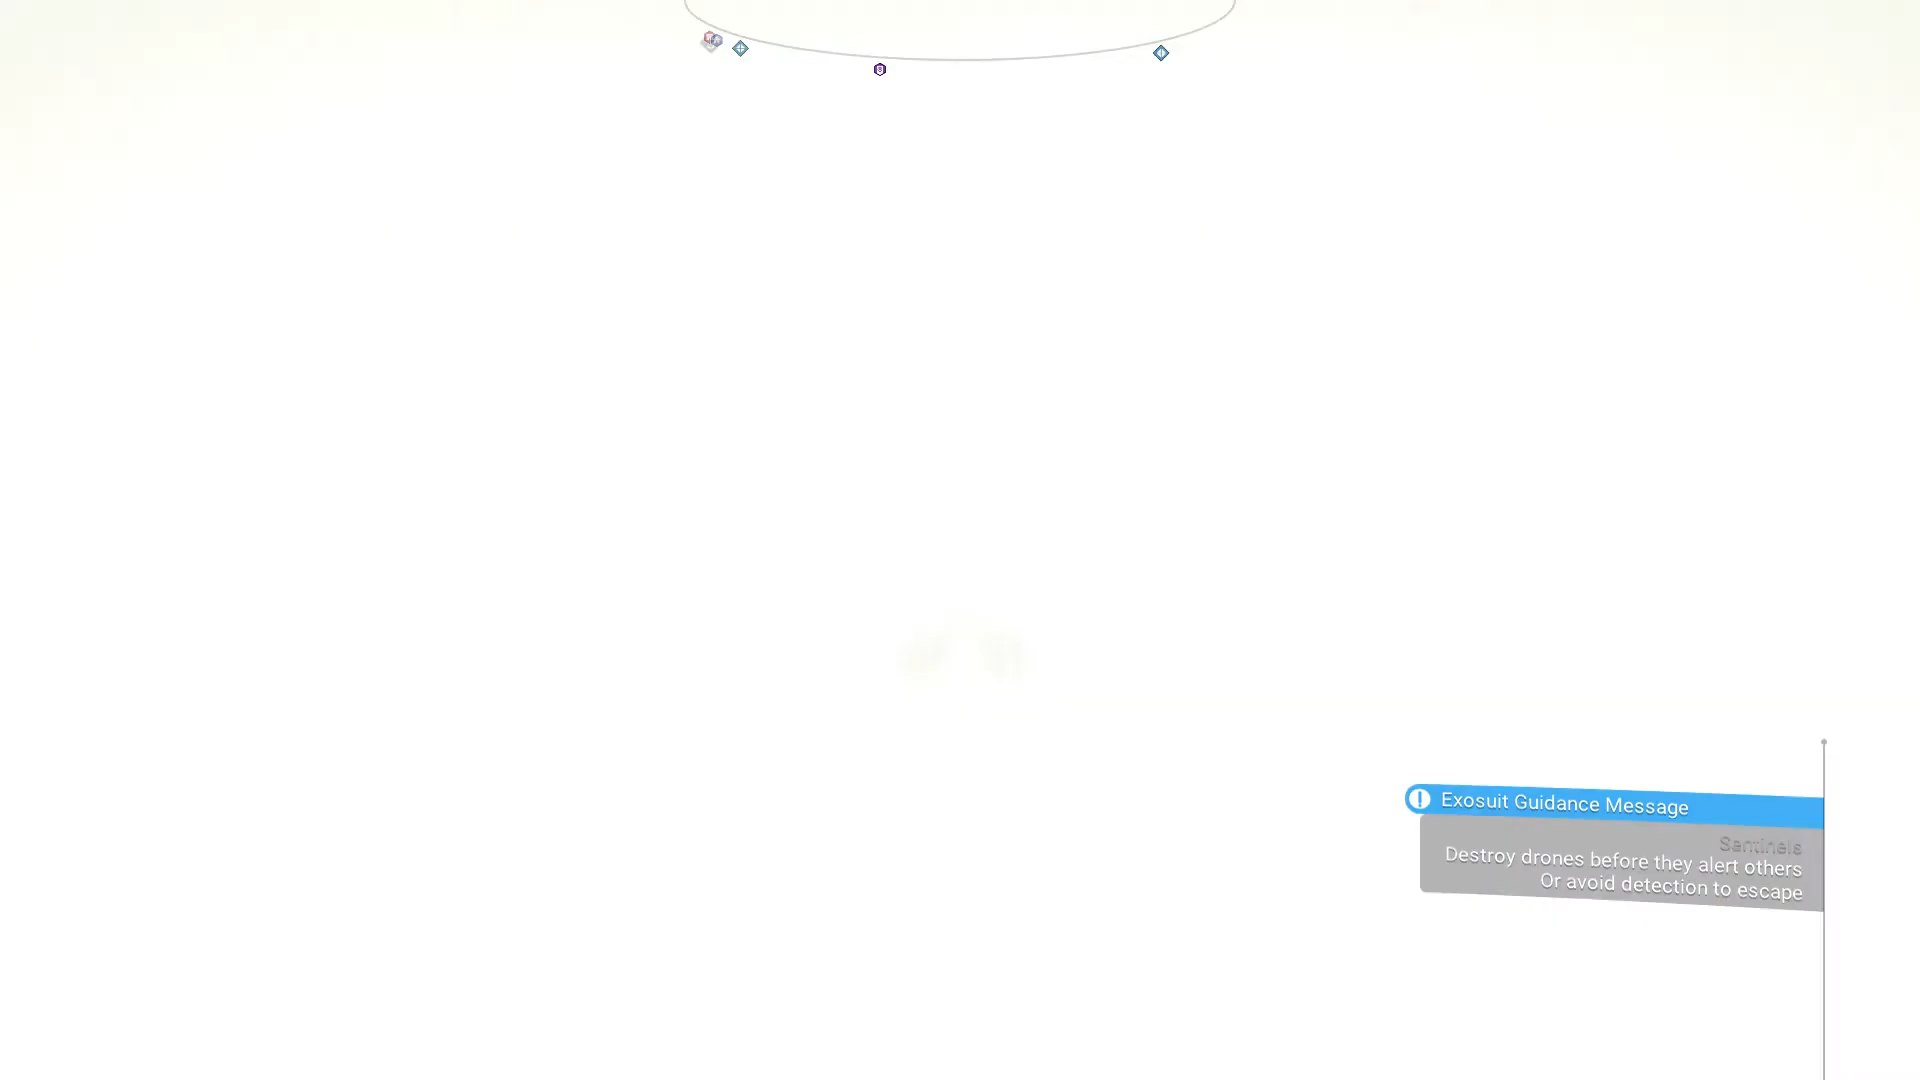 Exosuit Guidance Message
Sentinels
Destroy drones before they alert others
Or avoid detection to escape